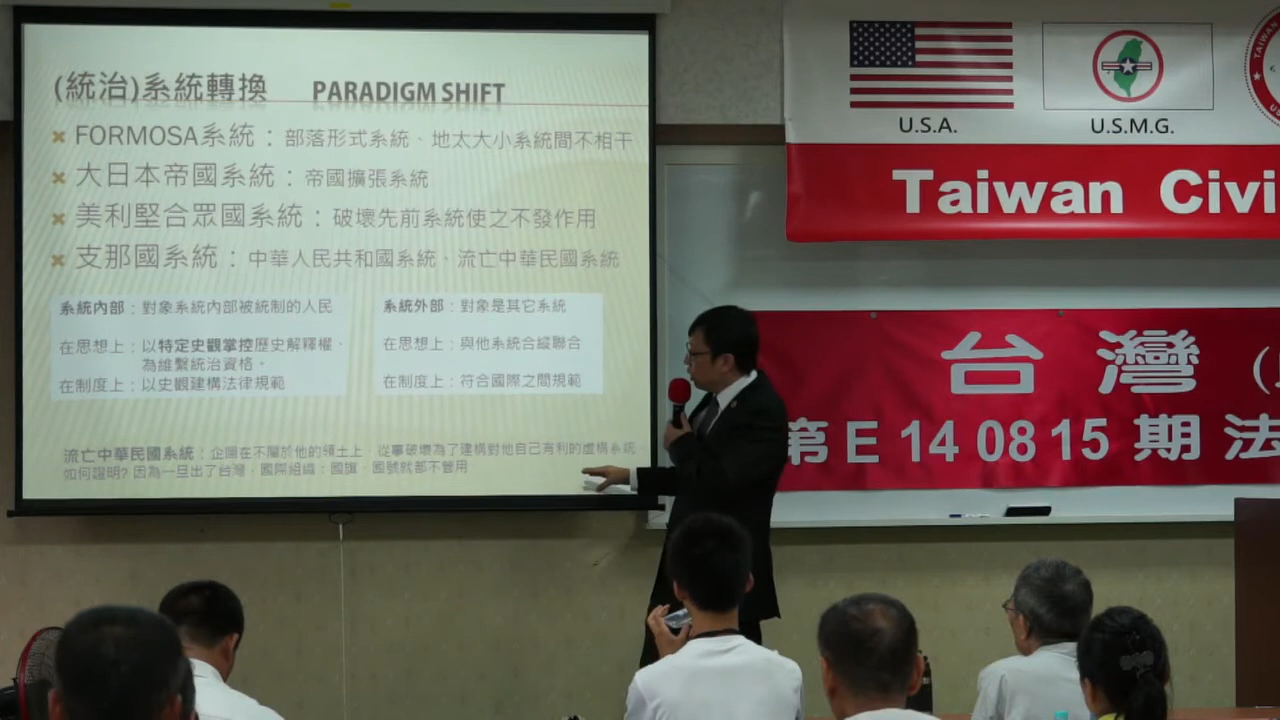 (統治)系統轉換 PARADIGM SHIFT
FORMOSA系統：部落形式系統、地太大小系統間不相干
大日本帝國系統：帝國擴張系統
美利堅合眾國系統：破壞先前系統使之不發作用
支那國系統：中華人民共和國系統、流亡中華民國系統
系統內部：對象系統內部被統制的人民
在思想上：以特定史觀掌控歷史解釋權、
為維繫統治資格。
在制度上：以史觀建構法律規範
系統外部：對象是其它系統
在思想上：與他系統合縱聯合
在制度上：符合國際之間規範
流亡中華民國系統：企圖在不屬於他的領土上，從事破壞為了建構對他自己有利的虛構系統。
如何證明？因為一旦出了台灣，國際組織，國旗，國號就都不管用
U.S.A.
U.S.M.G.
Taiwan Civi
台灣
第E140815期法